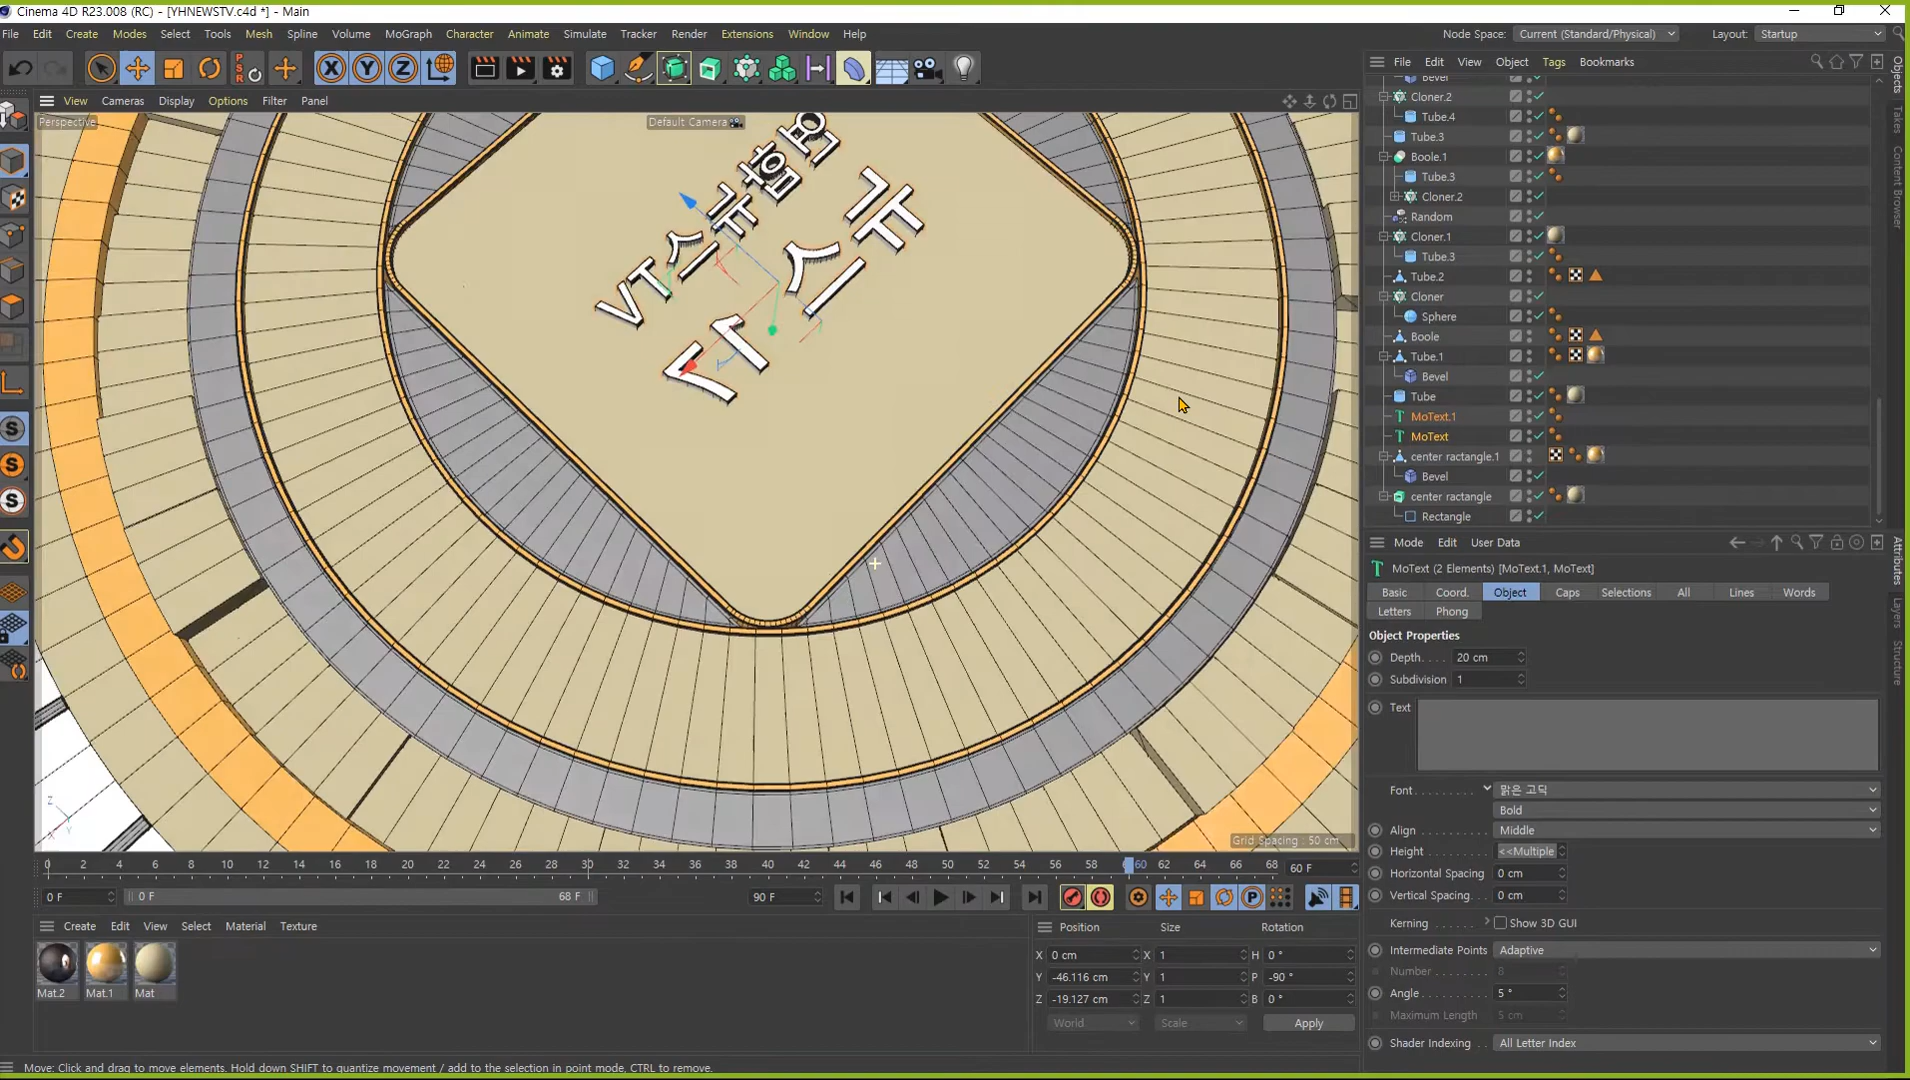 Cinema 4D R23.008 (RC) - [YHNEWSTV.c4d *] - Main
File Edit Create Modes Select Tools Mesh Spline Volume MoGraph Character Animate Simulate Tracker Render Extensions Window Help
Node Space: Current (Standard/Physical) Layout: Startup
View Cameras Display Options Filter Panel
Perspective
Default Camera
뉴스
Grid Spacing : 50 cm
0 2 4 6 8 10 12 14 16 18 20 22 24 26 28 30 32 34 36 38 40 42 44 46 48 50 52 54 56 58 60 62 64 66 68 60 F
0 F 0 F 68 F 90 F
Create Edit View Select Material Texture
Mat.2 Mat.1 Mat
Position Size Rotation
X 0 cm X 1 H 0 °
Y -46.116 cm Y 1 P -90 °
Z -19.127 cm Z 1 B 0 °
World Scale Apply
Move: Click and drag to move elements. Hold down SHIFT to quantize movement / add to the selection in point mode, CTRL to remove.
File Edit View Object Tags Bookmarks
Bevel
Cloner.2
Tube.4
Tube.3
Boole.1
Tube.3
Cloner.2
Random
Cloner.1
Tube.3
Tube.2
Cloner
Sphere
Boole
Tube.1
Bevel
Tube
MoText.1
MoText
center ractangle.1
Bevel
center ractangle
Rectangle
Mode Edit User Data
MoText (2 Elements) [MoText.1, MoText]
Basic Coord. Object Caps Selections All Lines Words
Letters Phong
Object Properties
Depth. . . . 20 cm
Subdivision 1
Text
Font . . . . . . . . 맑은 고딕
Bold
Align . . . . . . . . Middle
Height . . . . . . . <<Multiple
Horizontal Spacing 0 cm
Vertical Spacing. . 0 cm
Kerning Show 3D GUI
Intermediate Points Adaptive
Number . . . . . . . 8
Angle . . . . . . . . 5 °
Maximum Length 5 cm
Shader Indexing . . All Letter Index
Objects
Takes
Content Browser
Attributes
Layers
Structure